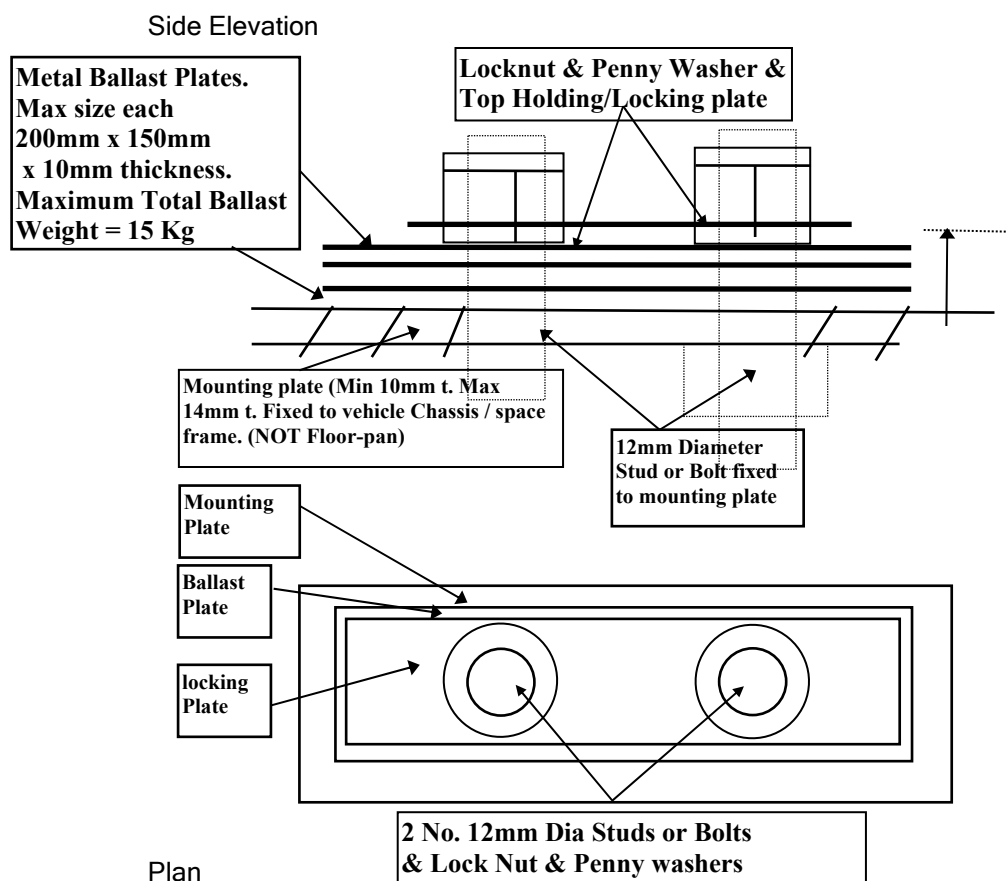 Side Elevation
Metal Ballast Plates.
Max size each
200mm x 150mm
x 10mm thickness.
Maximum Total Ballast
Weight = 15 Kg
Locknut & Penny Washer &
Top Holding/Locking plate
Mounting plate (Min 10mm t. Max
14mm t. Fixed to vehicle Chassis / space
frame. (NOT Floor-pan)
12mm Diameter
Stud or Bolt fixed
to mounting plate
Mounting
Plate
Ballast
Plate
locking
Plate
2 No. 12mm Dia Studs or Bolts
& Lock Nut & Penny washers
Plan